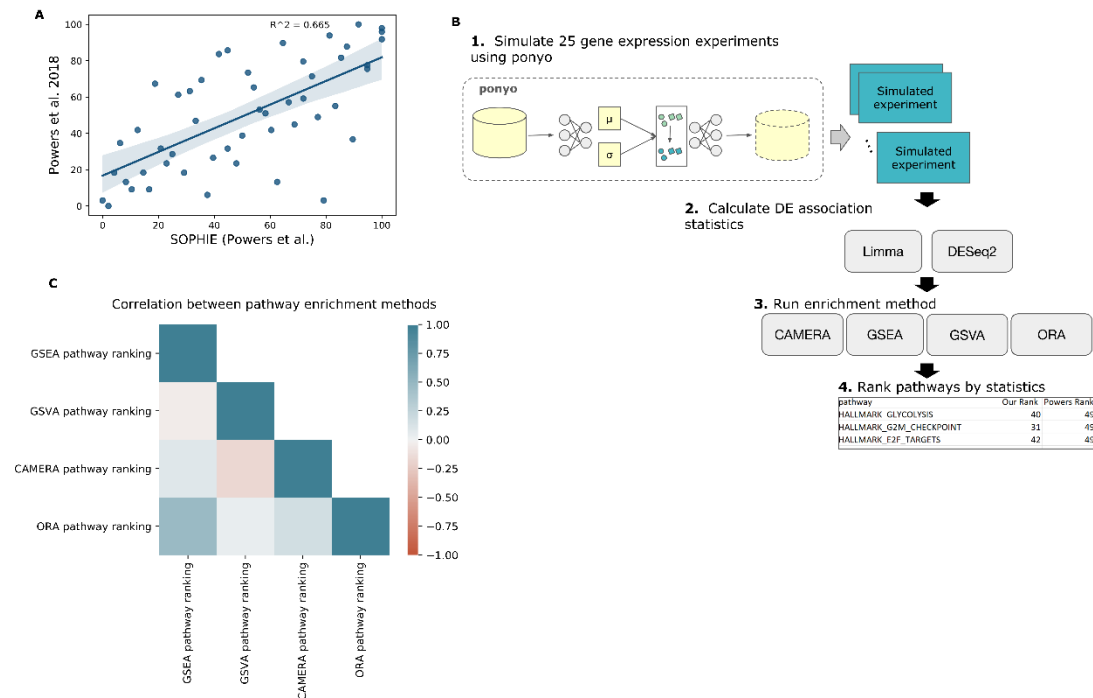 A
R^2 = 0.665
100
80
60
40
20
0
0 20 40 60 80 100
Powers et al. 2018
SOPHIE (Powers et al.)
B
1. Simulate 25 gene expression experiments
using ponyo
ponyo
μ
σ
Simulated
experiment
Simulated
experiment
2. Calculate DE association
statistics
Limma
DESeq2
3. Run enrichment method
CAMERA
GSEA
GSVA
ORA
4. Rank pathways by statistics
pathway Our Rank Powers Rank
HALLMARK_GLYCOLYSIS 40 49
HALLMARK_G2M_CHECKPOINT 31 49
HALLMARK_E2F_TARGETS 42 49
C
Correlation between pathway enrichment methods
GSEA pathway ranking
GSVA pathway ranking
CAMERA pathway ranking
ORA pathway ranking
GSEA pathway ranking
GSVA pathway ranking
CAMERA pathway ranking
ORA pathway ranking
1.00
0.75
0.50
0.25
0.00
−0.25
−0.50
−0.75
−1.00